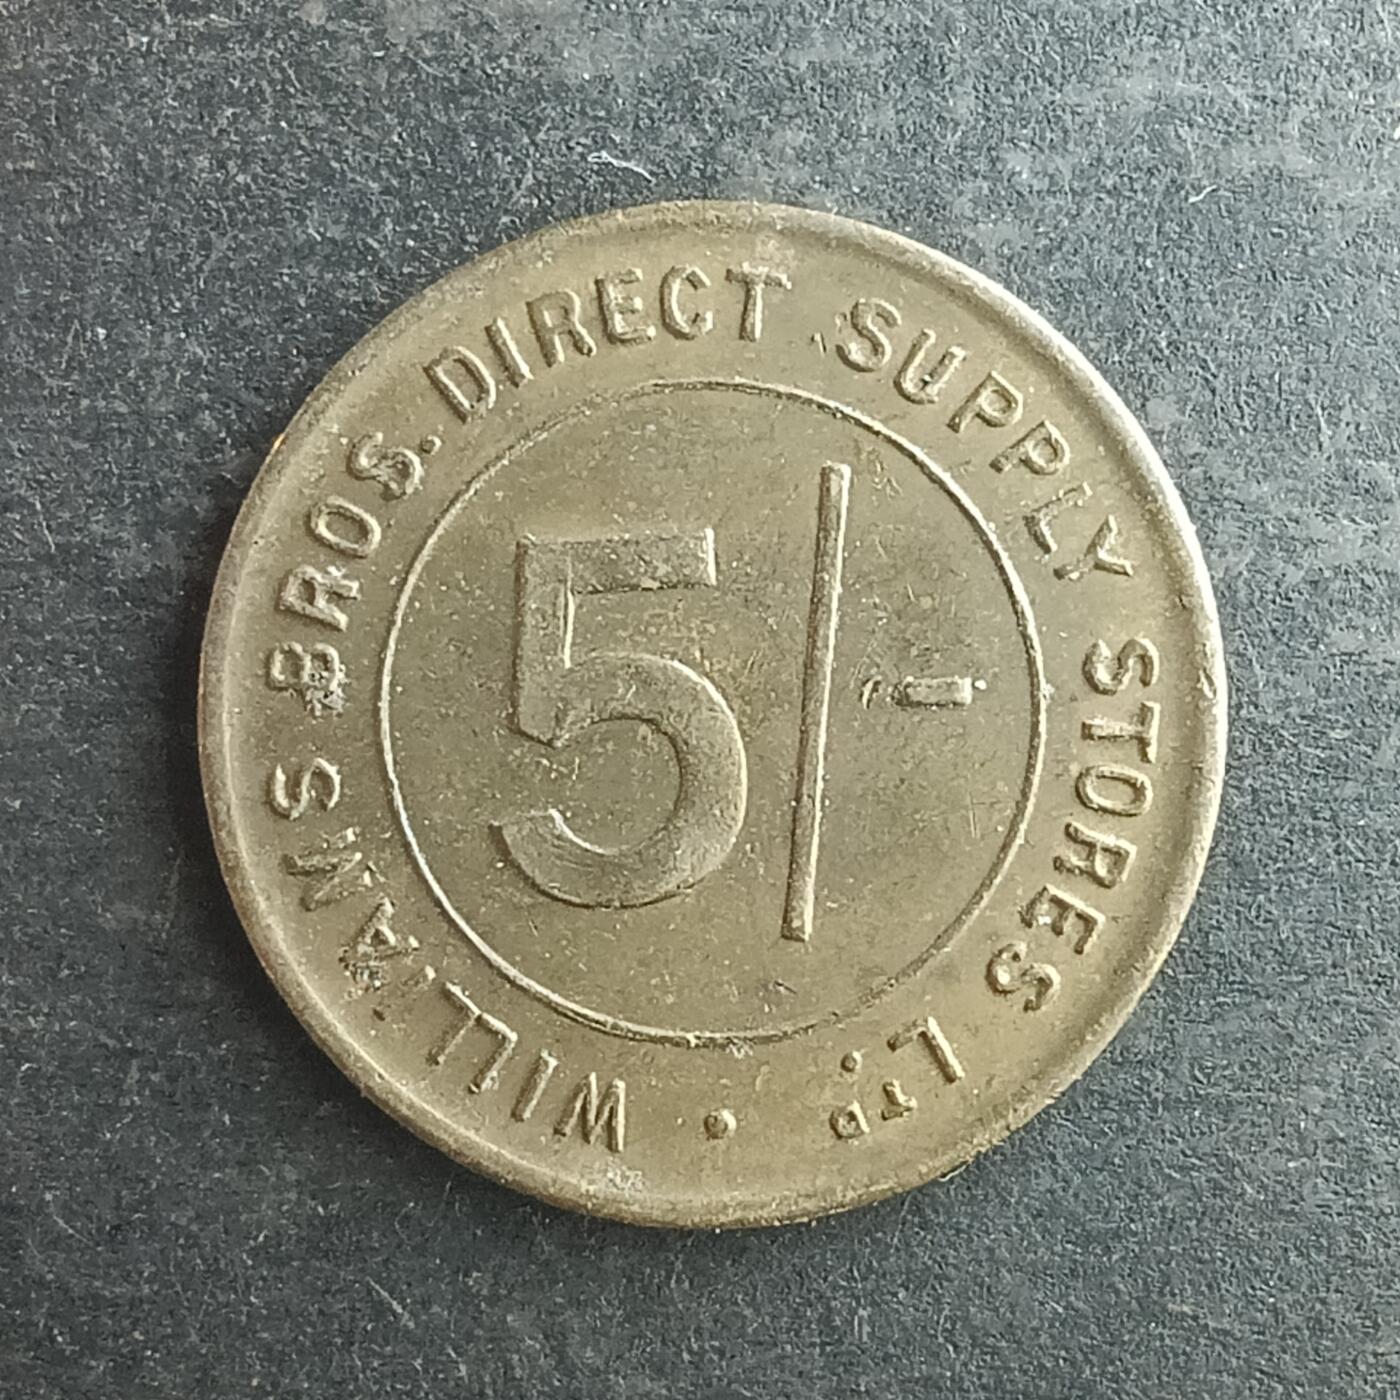 WILLIAMS BROS. DIRECT SUPPLY STORES LTD.
5/-